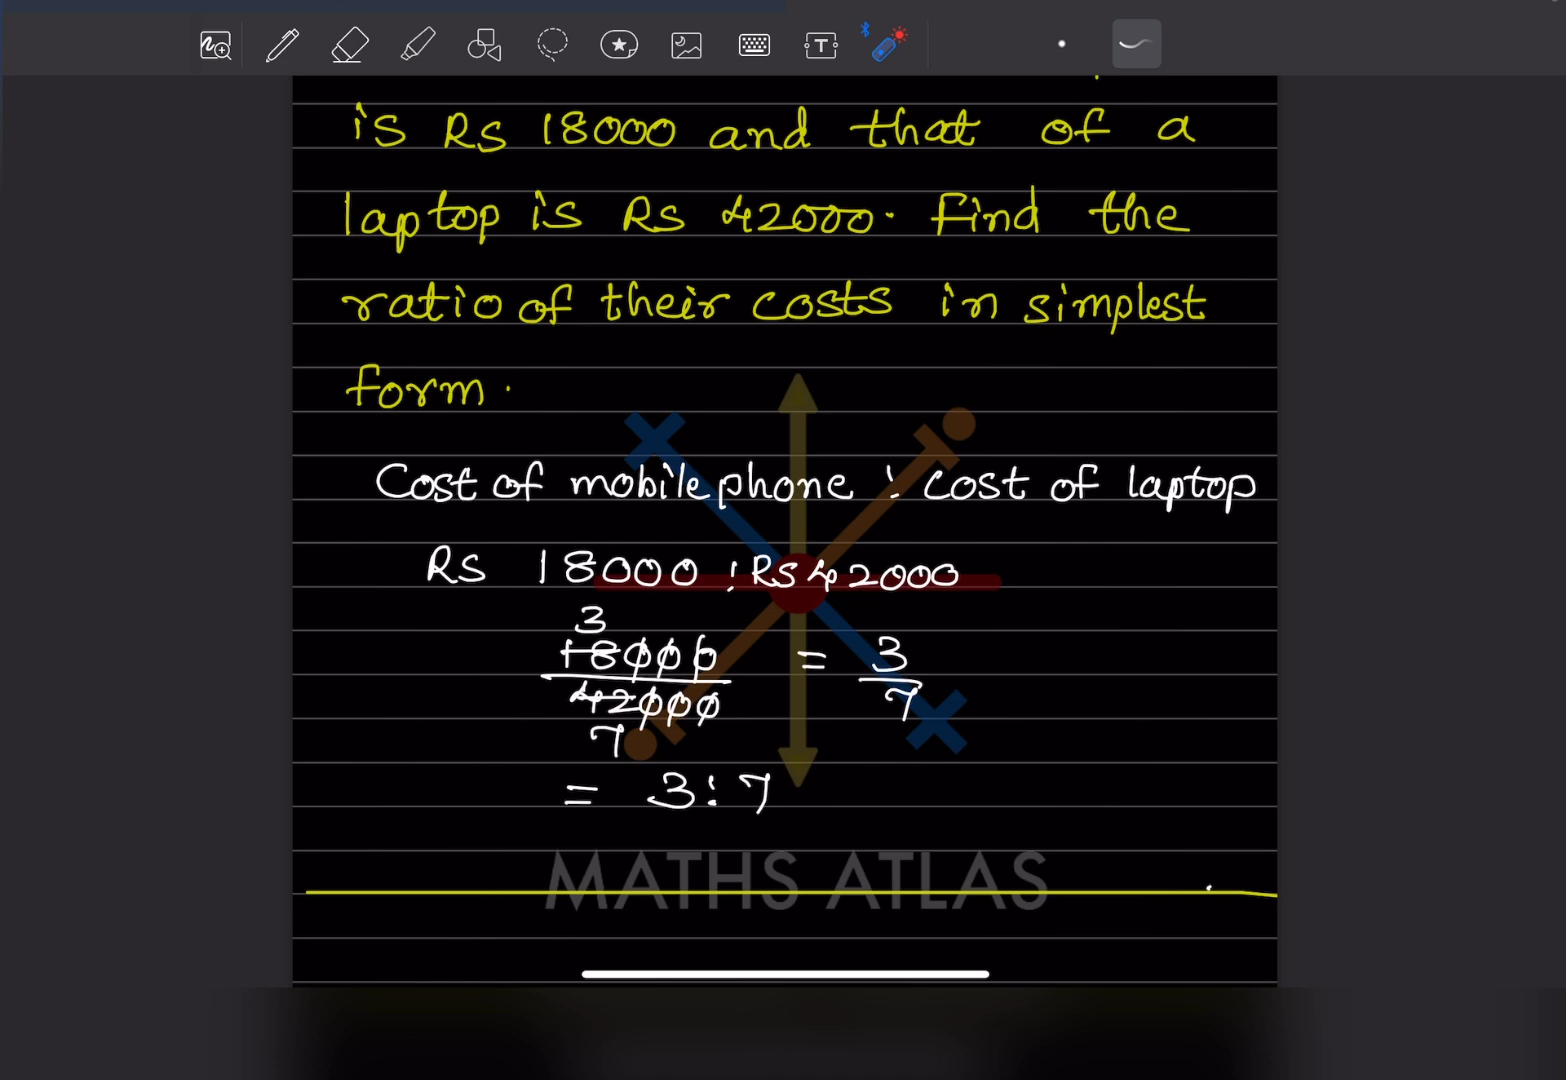 is Rs 18000 and that of a
laptop is Rs 42000. Find the
ratio of their costs in simplest
form.
Cost of mobile phone : cost of laptop
Rs 18000 : Rs 42000
3
18000 = 3
42000 7
7
= 3:7
MATHS ATLAS